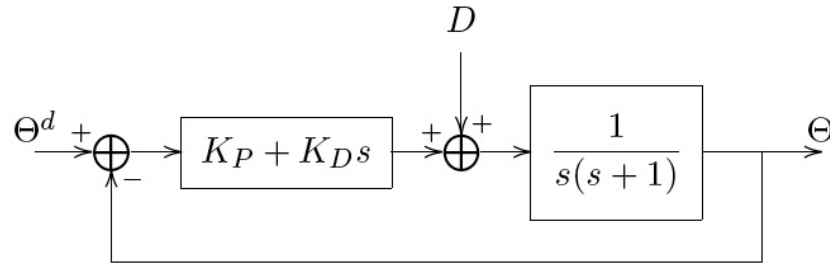 D
Θ^d + K_P + K_D s + + 1/(s(s + 1)) Θ
−